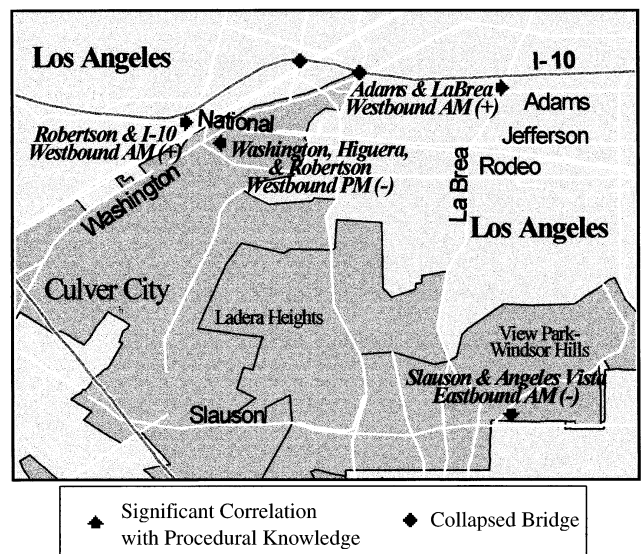 Los Angeles
I-10
Adams & LaBrea
Westbound AM (+)
Adams
National
Robertson & I-10
Westbound AM (+)
Jefferson
Washington, Higuera,
& Robertson
Westbound PM (-)
Rodeo
Washington
La Brea
Los Angeles
Culver City
Ladera Heights
View Park-
Windsor Hills
Slauson & Angeles Vista
Eastbound AM (-)
Slauson
Significant Correlation
with Procedural Knowledge
Collapsed Bridge